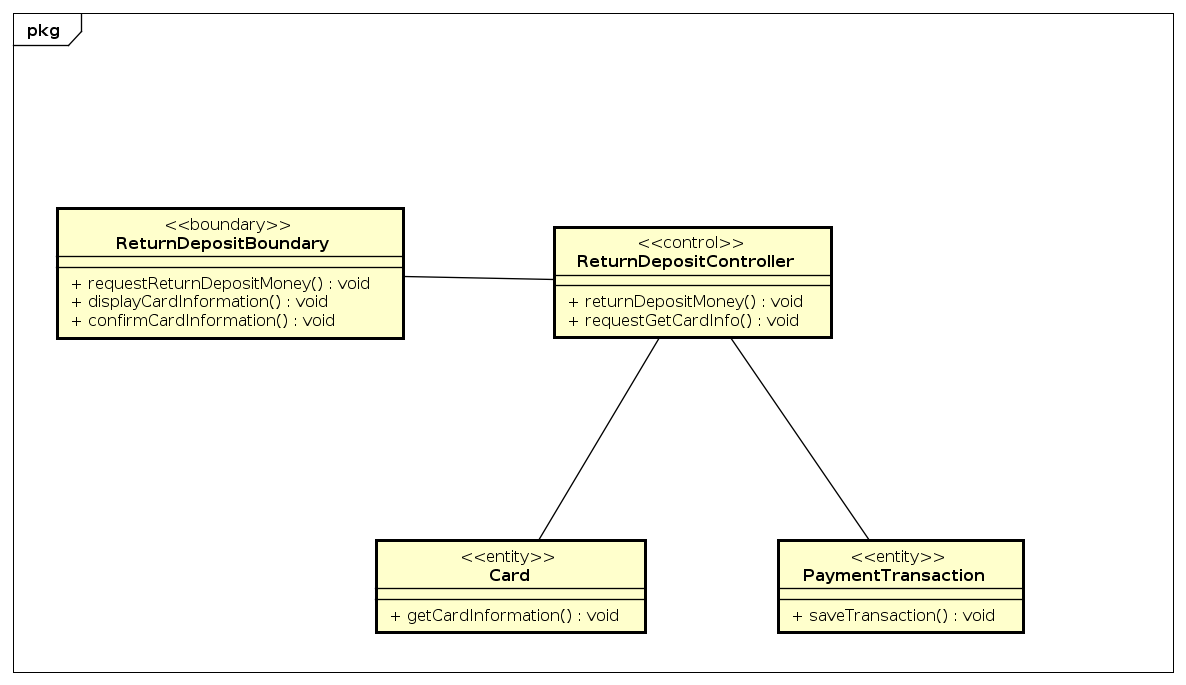 pkg
<<boundary>>
ReturnDepositBoundary
+ requestReturnDepositMoney() : void
+ displayCardInformation() : void
+ confirmCardInformation() : void
<<control>>
ReturnDepositController
+ returnDepositMoney() : void
+ requestGetCardInfo() : void
<<entity>>
Card
+ getCardInformation() : void
<<entity>>
PaymentTransaction
+ saveTransaction() : void